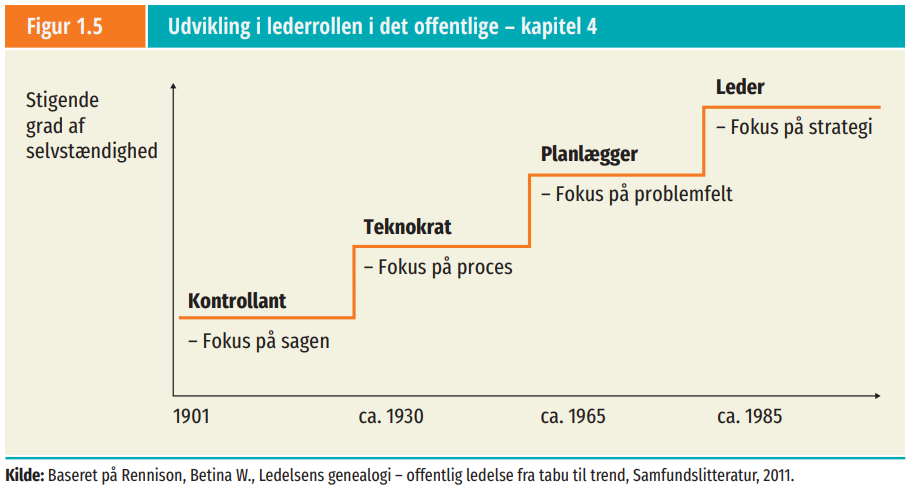 Figur 1.5
Udvikling i lederrollen i det offentlige – kapitel 4
Stigende
grad af
selvstændighed
Leder
– Fokus på strategi
Planlægger
– Fokus på problemfelt
Teknokrat
– Fokus på proces
Kontrollant
– Fokus på sagen
1901
ca. 1930
ca. 1965
ca. 1985
Kilde: Baseret på Rennison, Betina W., Ledelsens genealogi – offentlig ledelse fra tabu til trend, Samfundslitteratur, 2011.